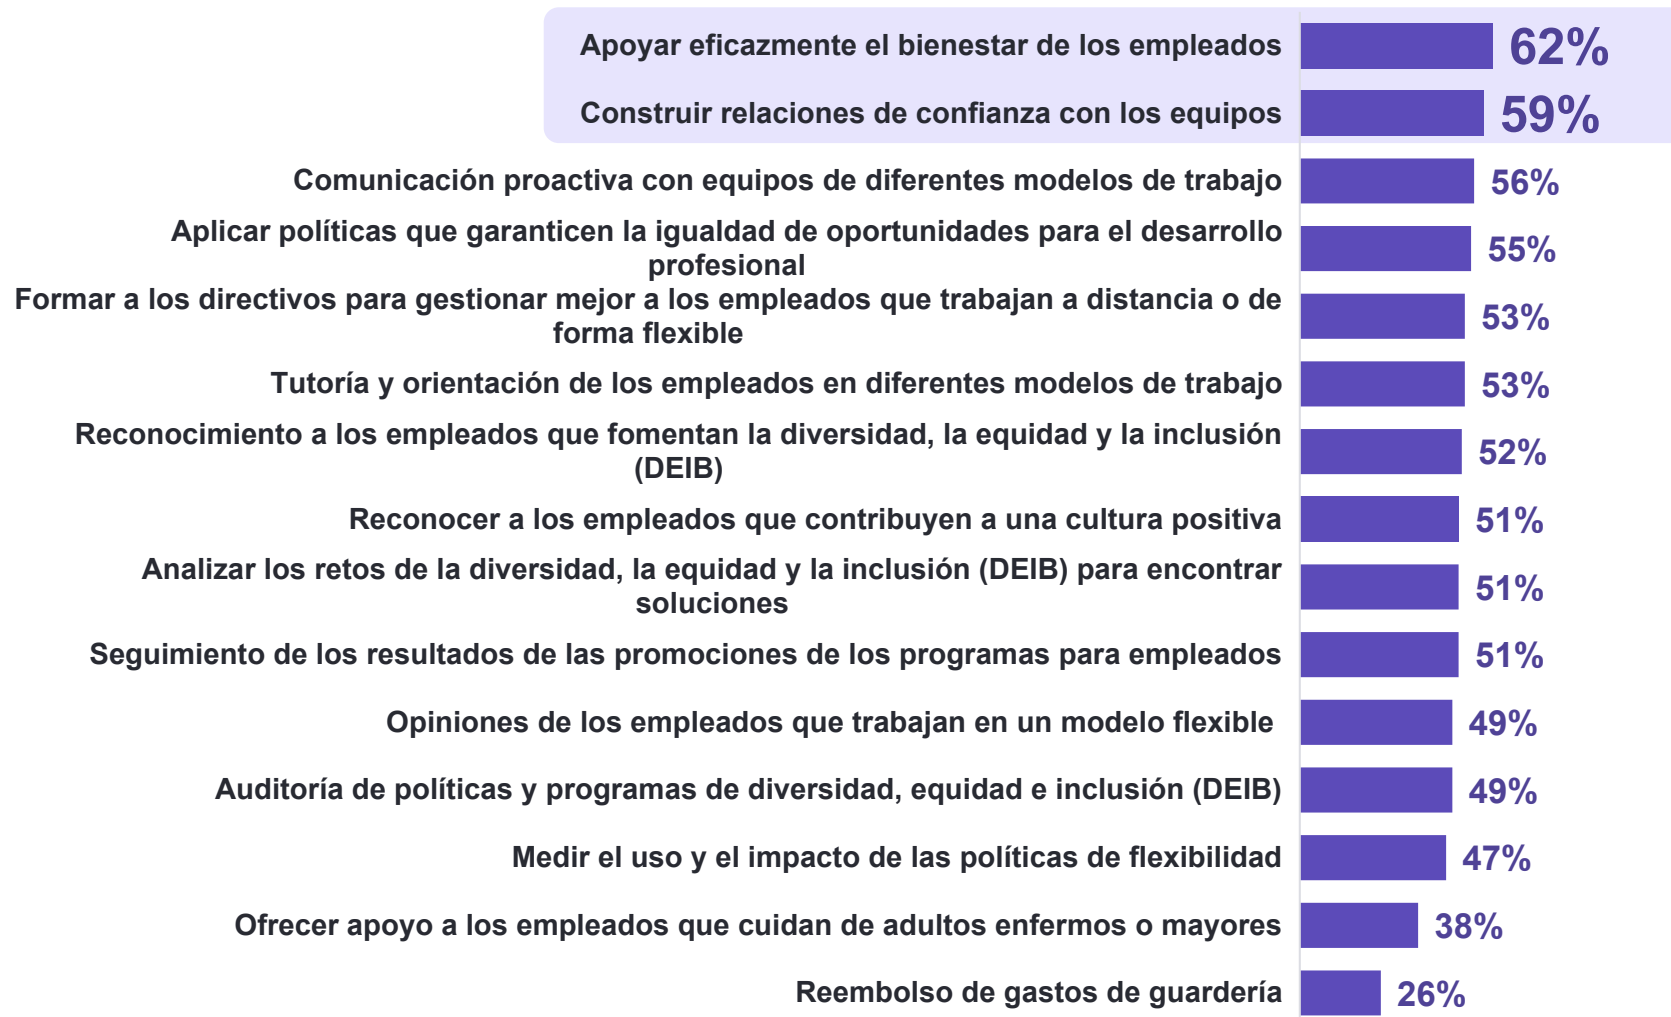 Apoyar eficazmente el bienestar de los empleados 62%
Construir relaciones de confianza con los equipos 59%
Comunicación proactiva con equipos de diferentes modelos de trabajo 56%
Aplicar políticas que garanticen la igualdad de oportunidades para el desarrollo
profesional 55%
Formar a los directivos para gestionar mejor a los empleados que trabajan a distancia o de
forma flexible 53%
Tutoría y orientación de los empleados en diferentes modelos de trabajo 53%
Reconocimiento a los empleados que fomentan la diversidad, la equidad y la inclusión
(DEIB) 52%
Reconocer a los empleados que contribuyen a una cultura positiva 51%
Analizar los retos de la diversidad, la equidad y la inclusión (DEIB) para encontrar
soluciones 51%
Seguimiento de los resultados de las promociones de los programas para empleados 51%
Opiniones de los empleados que trabajan en un modelo flexible 49%
Auditoría de políticas y programas de diversidad, equidad e inclusión (DEIB) 49%
Medir el uso y el impacto de las políticas de flexibilidad 47%
Ofrecer apoyo a los empleados que cuidan de adultos enfermos o mayores 38%
Reembolso de gastos de guardería 26%